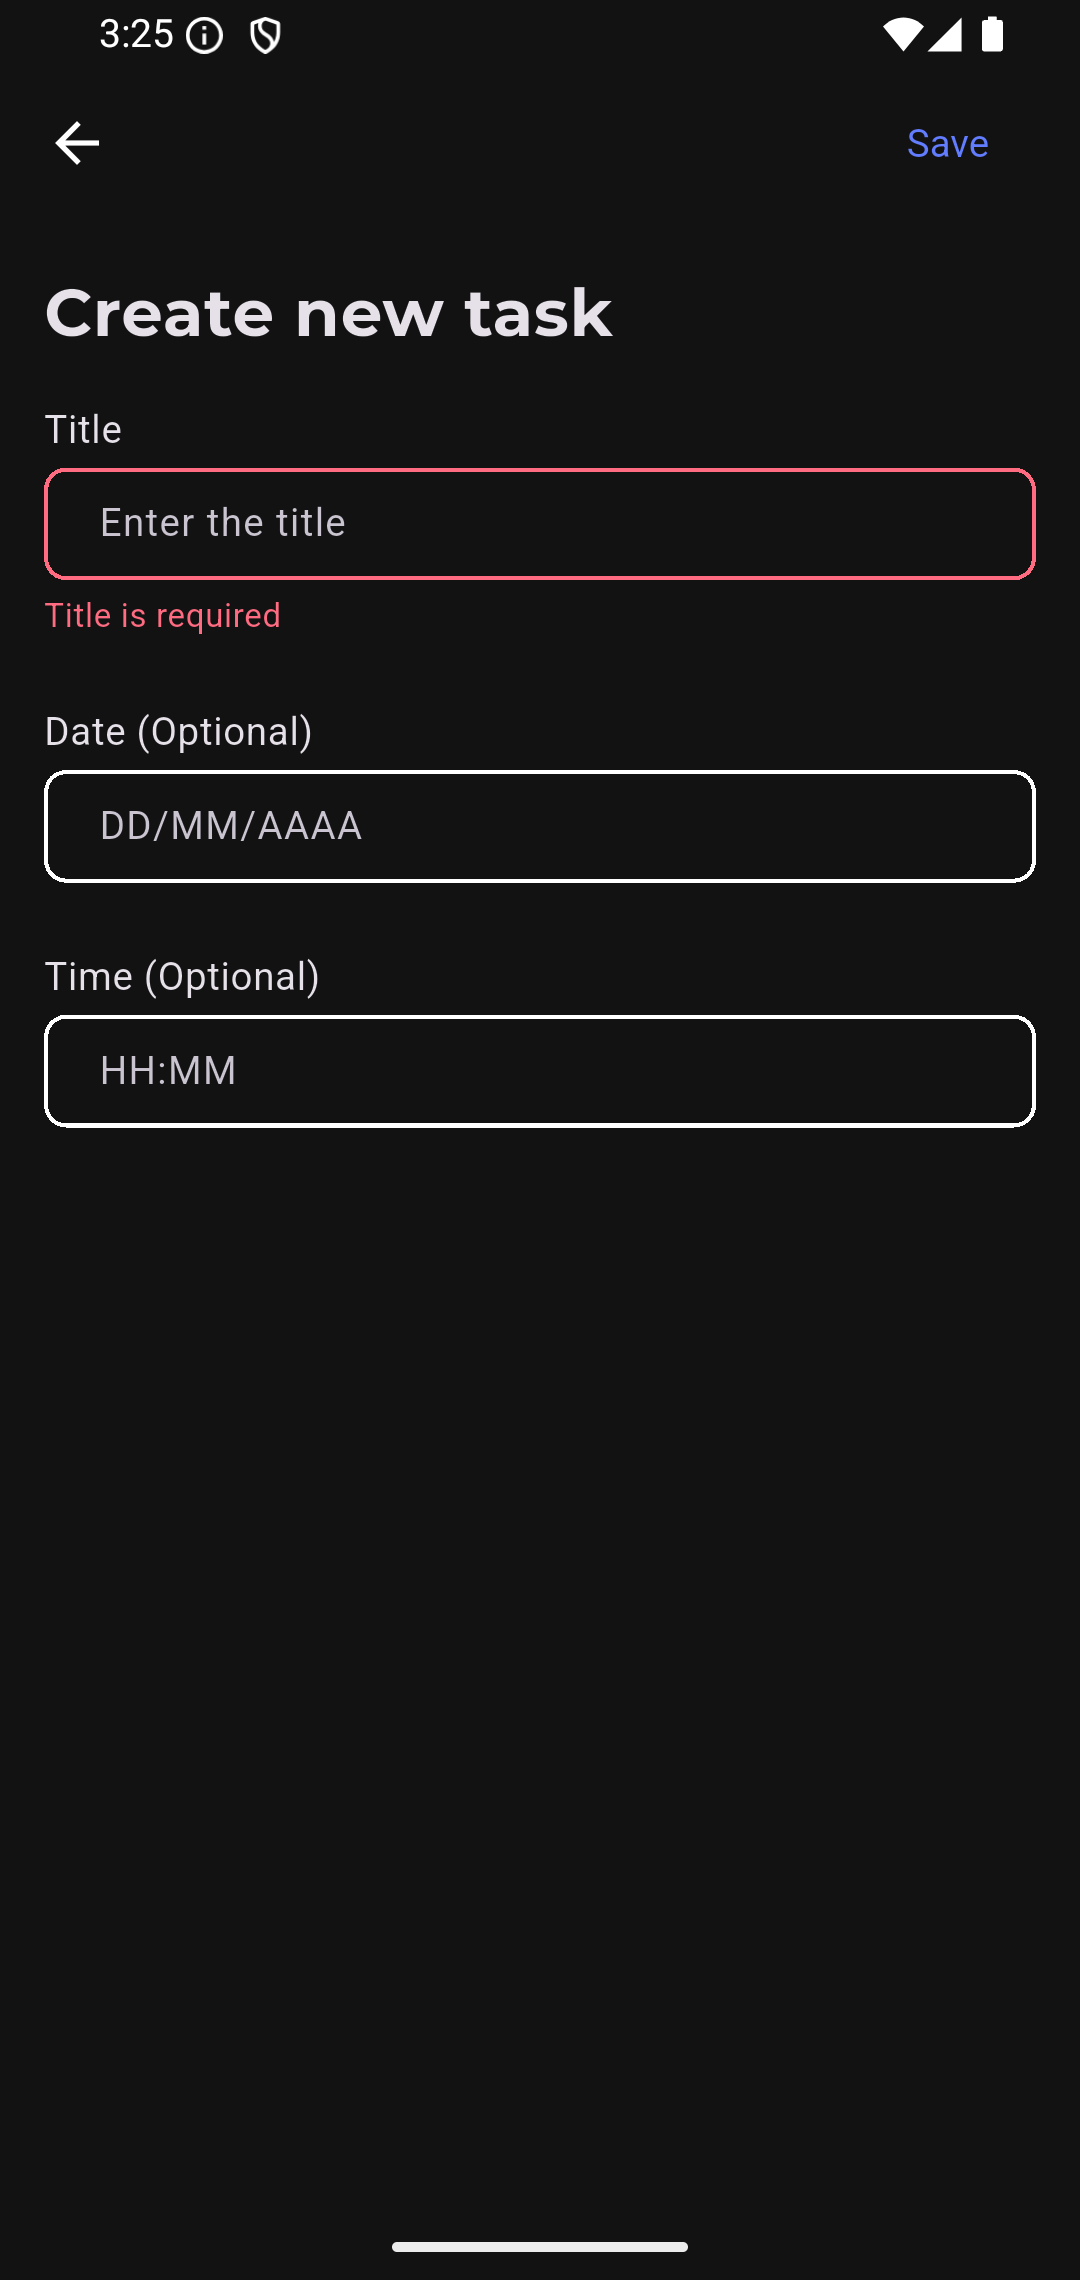 3:25
Save
Create new task
Title
Enter the title
Title is required
Date (Optional)
DD/MM/AAAA
Time (Optional)
HH:MM